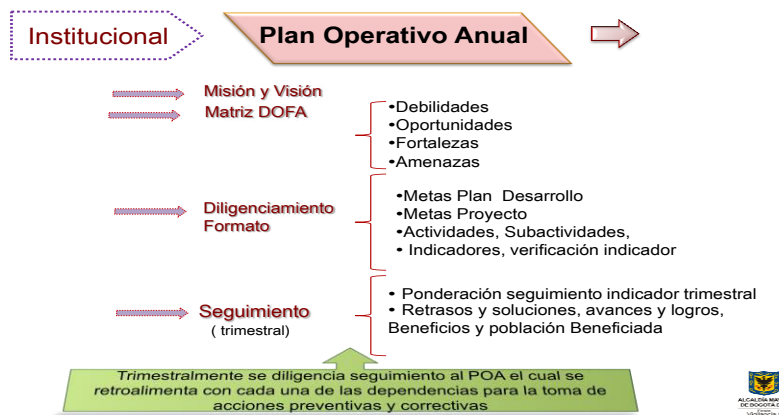 Institucional
Plan Operativo Anual
Misión y Visión
Matriz DOFA
•Debilidades
•Oportunidades
•Fortalezas
•Amenazas
Diligenciamiento
Formato
•Metas Plan Desarrollo
•Metas Proyecto
•Actividades, Subactividades,
• Indicadores, verificación indicador
Seguimiento
( trimestral)
• Ponderación seguimiento indicador trimestral
• Retrasos y soluciones, avances y logros,
Beneficios y población Beneficiada
Trimestralmente se diligencia seguimiento al POA el cual se
retroalimenta con cada una de las dependencias para la toma de
acciones preventivas y correctivas
ALCALDÍA
DE BOGOTÁ